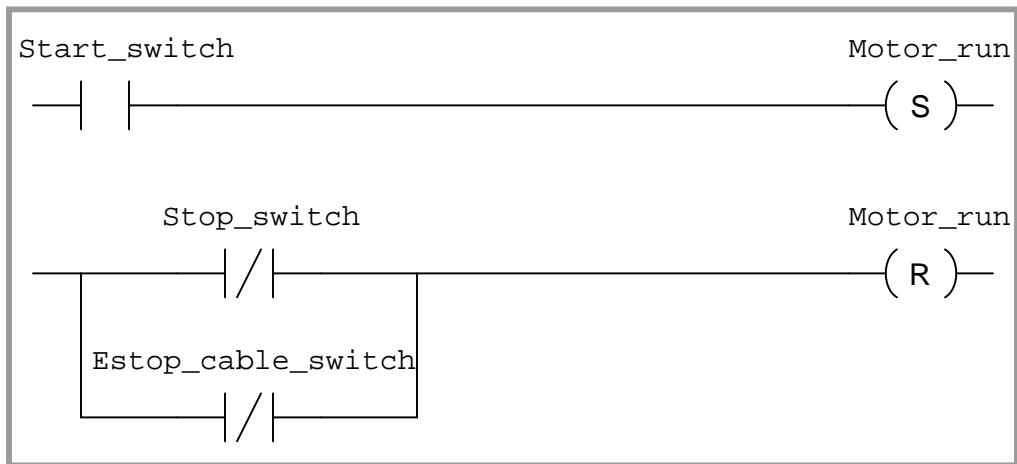 Start_switch Motor_run
S
Stop_switch Motor_run
R
Estop_cable_switch